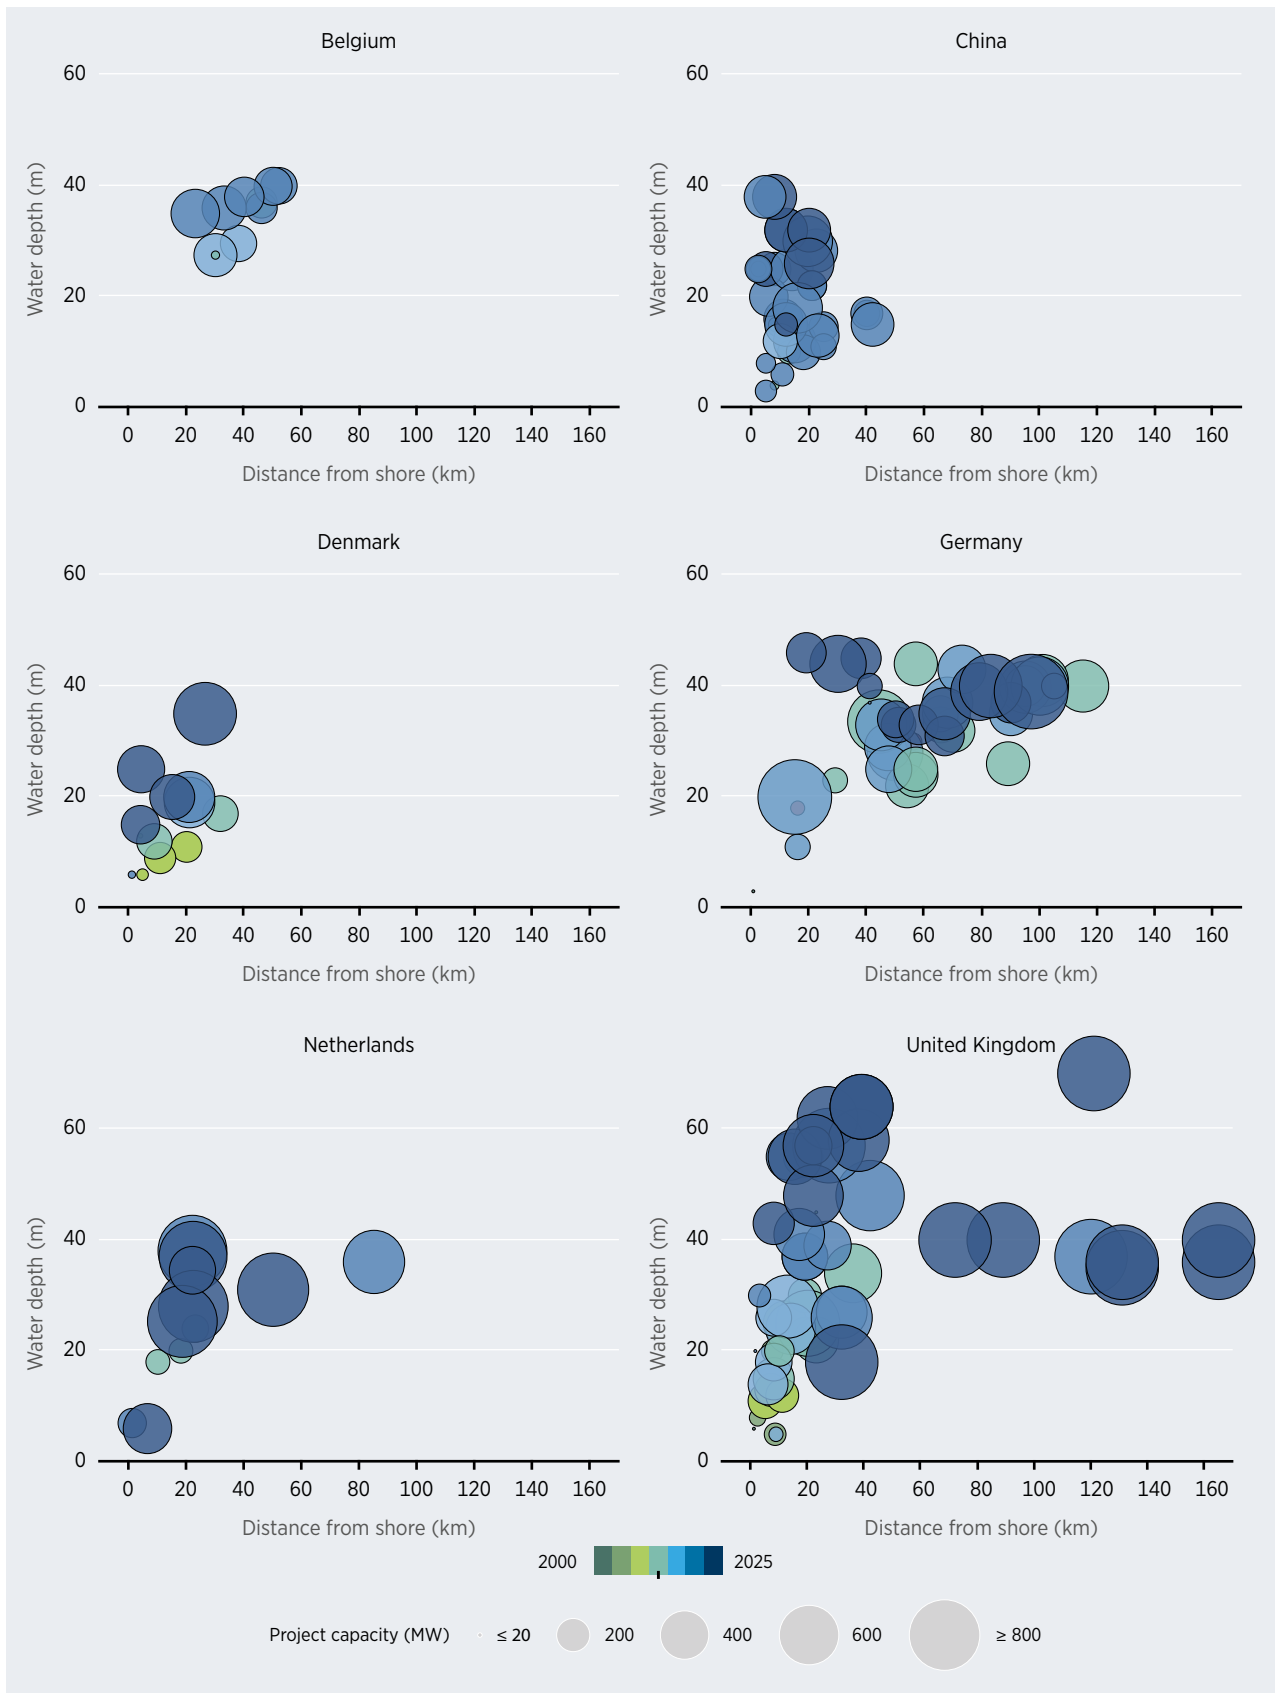 Belgium
China
60
40
20
0
Water depth (m)
0 20 40 60 80 100 120 140 160
Distance from shore (km)
60
40
20
0
Water depth (m)
0 20 40 60 80 100 120 140 160
Distance from shore (km)
Denmark
Germany
60
40
20
0
Water depth (m)
0 20 40 60 80 100 120 140 160
Distance from shore (km)
60
40
20
0
Water depth (m)
0 20 40 60 80 100 120 140 160
Distance from shore (km)
Netherlands
United Kingdom
60
40
20
0
Water depth (m)
0 20 40 60 80 100 120 140 160
Distance from shore (km)
60
40
20
0
Water depth (m)
0 20 40 60 80 100 120 140 160
Distance from shore (km)
2000 2025
Project capacity (MW) ≤ 20 200 400 600 ≥ 800